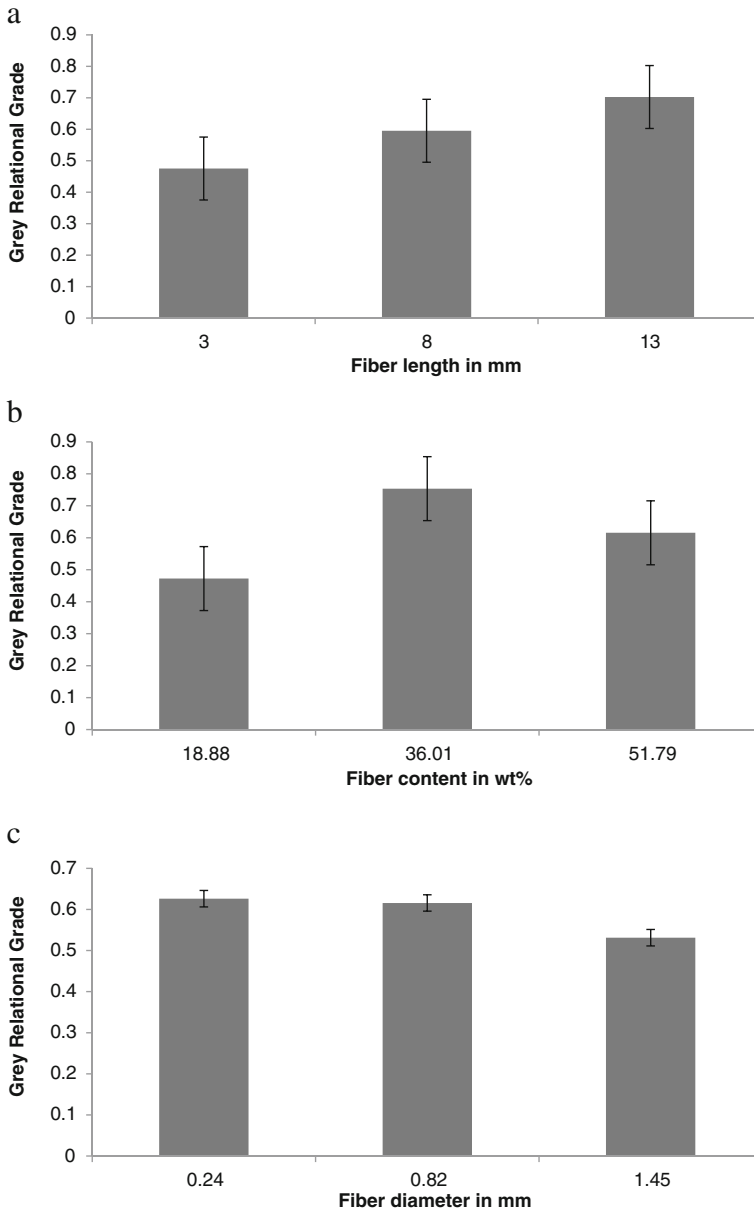 a
Grey Relational Grade
0.9
0.8
0.7
0.6
0.5
0.4
0.3
0.2
0.1
0
3 8 13
Fiber length in mm
b
Grey Relational Grade
0.9
0.8
0.7
0.6
0.5
0.4
0.3
0.2
0.1
0
18.88 36.01 51.79
Fiber content in wt%
c
Grey Relational Grade
0.7
0.6
0.5
0.4
0.3
0.2
0.1
0
0.24 0.82 1.45
Fiber diameter in mm